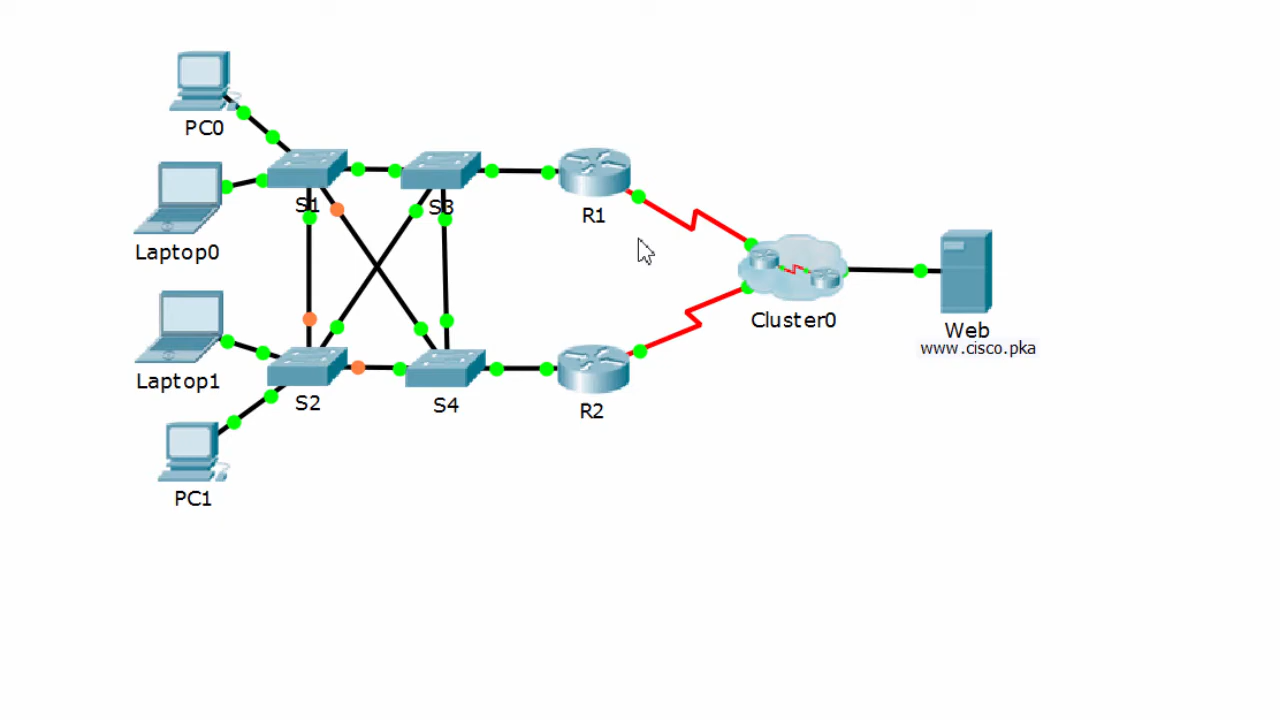 PC0
S1
S3
R1
Laptop0
Cluster0
Web
www.cisco.pka
Laptop1
S2
S4
R2
PC1